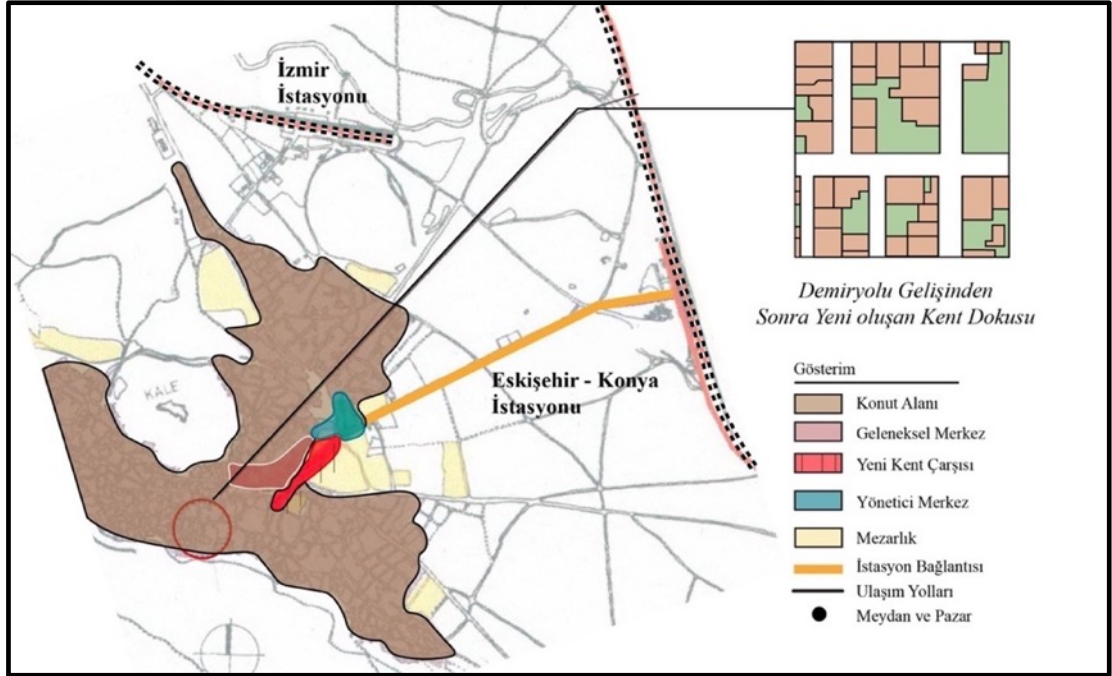 İzmir
İstasyonu
KALE
Eskişehir - Konya
İstasyonu
Demiryolu Gelişinden
Sonra Yeni oluşan Kent Dokusu
Gösterim
Konut Alanı
Geleneksel Merkez
Yeni Kent Çarşısı
Yönetici Merkez
Mezarlık
İstasyon Bağlantısı
Ulaşım Yolları
Meydan ve Pazar